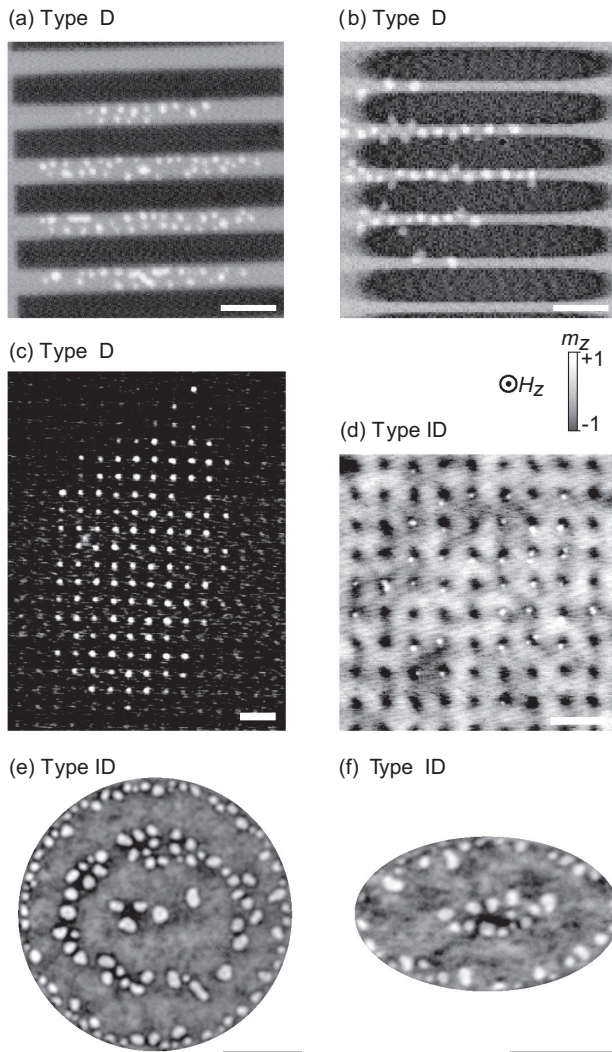 (a) Type D
(b) Type D
(c) Type D
m_Z
+1
H_Z
-1
(d) Type ID
(e) Type ID
(f) Type ID